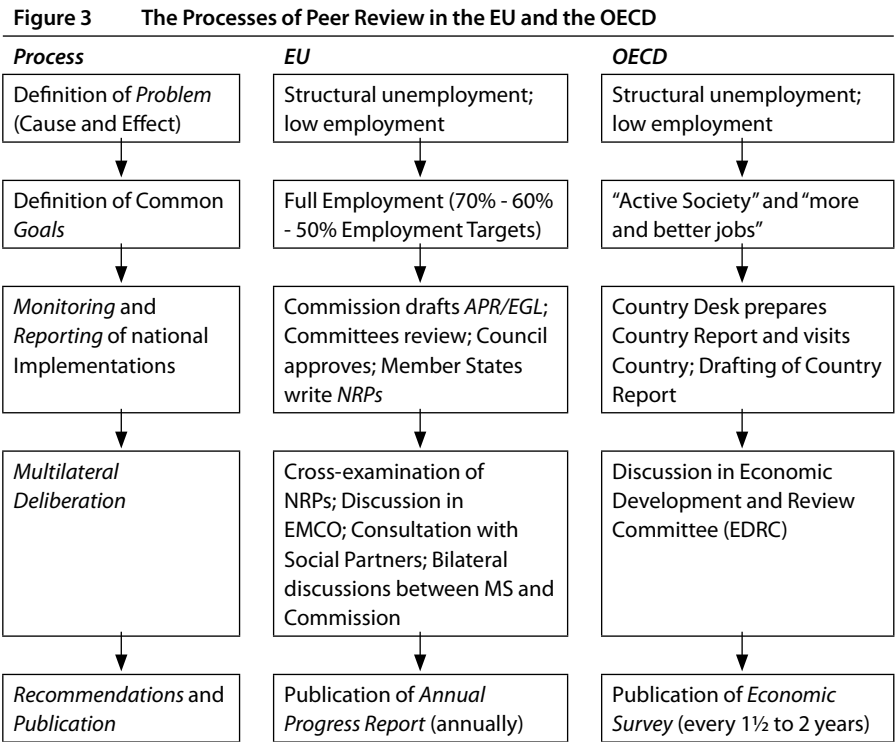 Figure 3 The Processes of Peer Review in the EU and the OECD
Process EU OECD
Definition of Problem
(Cause and Effect)
Structural unemployment;
low employment
Structural unemployment;
low employment
Definition of Common
Goals
Full Employment (70% - 60%
- 50% Employment Targets)
“Active Society” and “more
and better jobs”
Monitoring and
Reporting of national
Implementations
Commission drafts APR/EGL;
Committees review; Council
approves; Member States
write NRPs
Country Desk prepares
Country Report and visits
Country; Drafting of Country
Report
Multilateral
Deliberation
Cross-examination of
NRPs; Discussion in
EMCO; Consultation with
Social Partners; Bilateral
discussions between MS and
Commission
Discussion in Economic
Development and Review
Committee (EDRC)
Recommendations and
Publication
Publication of Annual
Progress Report (annually)
Publication of Economic
Survey (every 1½ to 2 years)